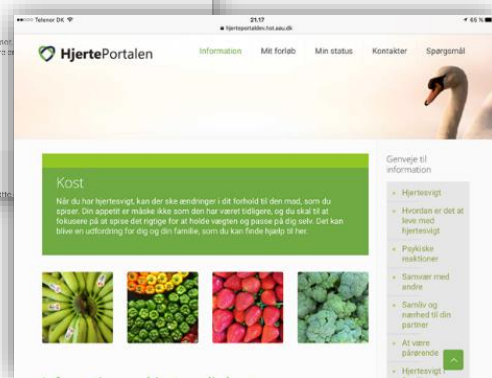 Telenor DK
21.17
65 %
hjerteportaldev.hst.aau.dk
HjertePortalen
Information Mit forløb Min status Kontakter Spørgsmål
Kost
Når du har hjertesvigt, kan der ske ændringer i dit forhold til den mad, som du
spiser. Din appetit er måske ikke som den har været tidligere, og du skal til at
fokusere på at spise det rigtige for at holde vægten og passe på dig selv. Det kan
blive en udfordring for dig og din familie, som du kan finde hjælp til her.
Genveje til
information
Hjertesvigt
Hvordan er det at
leve med
hjertesvigt
Psykiske
reaktioner
Samvær med
andre
Samliv og
nærhed til din
partner
At være
pårørende
Hjertesvigt